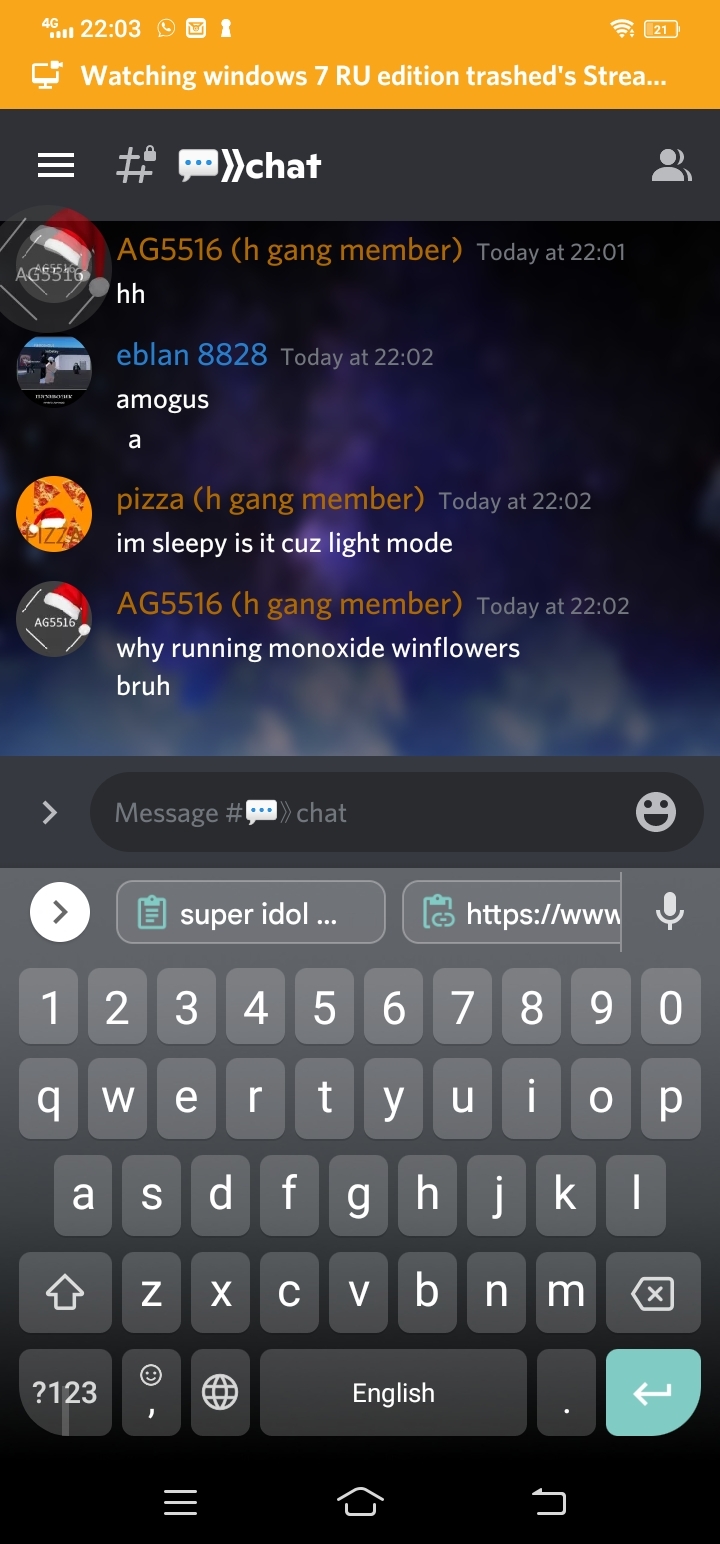 4G 22:03 21
Watching windows 7 RU edition trashed's Strea...
# 💬⟫chat
AG5516
AG5516 (h gang member) Today at 22:01
hh
eblan 8828 Today at 22:02
amogus
a
pizza (h gang member) Today at 22:02
PIZZA
im sleepy is it cuz light mode
AG5516 (h gang member) Today at 22:02
AG5516
why running monoxide winflowers
bruh
Message #💬⟫chat
super idol ... https://www
1 2 3 4 5 6 7 8 9 0
q w e r t y u i o p
a s d f g h j k l
z x c v b n m
?123 , English .